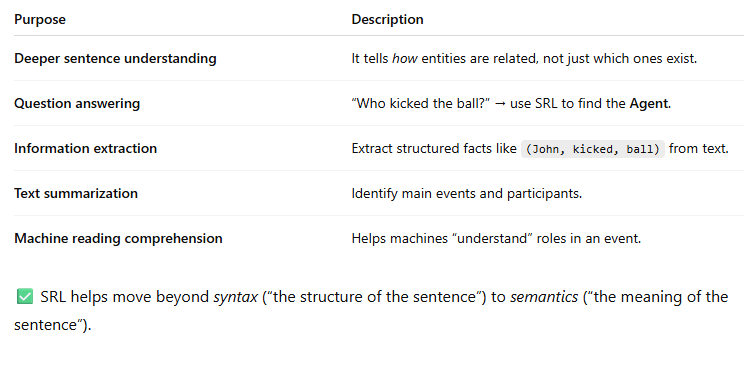 Purpose Description
Deeper sentence understanding It tells how entities are related, not just which ones exist.
Question answering “Who kicked the ball?” → use SRL to find the Agent.
Information extraction Extract structured facts like (John, kicked, ball) from text.
Text summarization Identify main events and participants.
Machine reading comprehension Helps machines “understand” roles in an event.
✅ SRL helps move beyond syntax (“the structure of the sentence”) to semantics (“the meaning of the
sentence”).